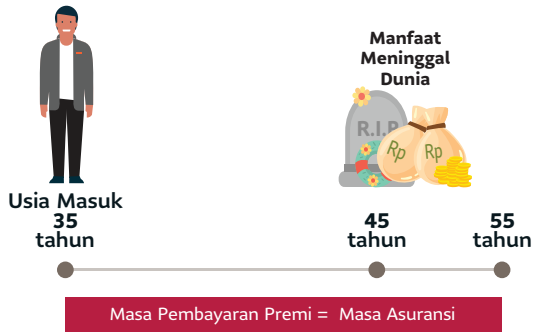 Manfaat
Meninggal
Dunia
R.I.P
Rp
Rp
Usia Masuk
35
tahun
45
tahun
55
tahun
Masa Pembayaran Premi = Masa Asuransi